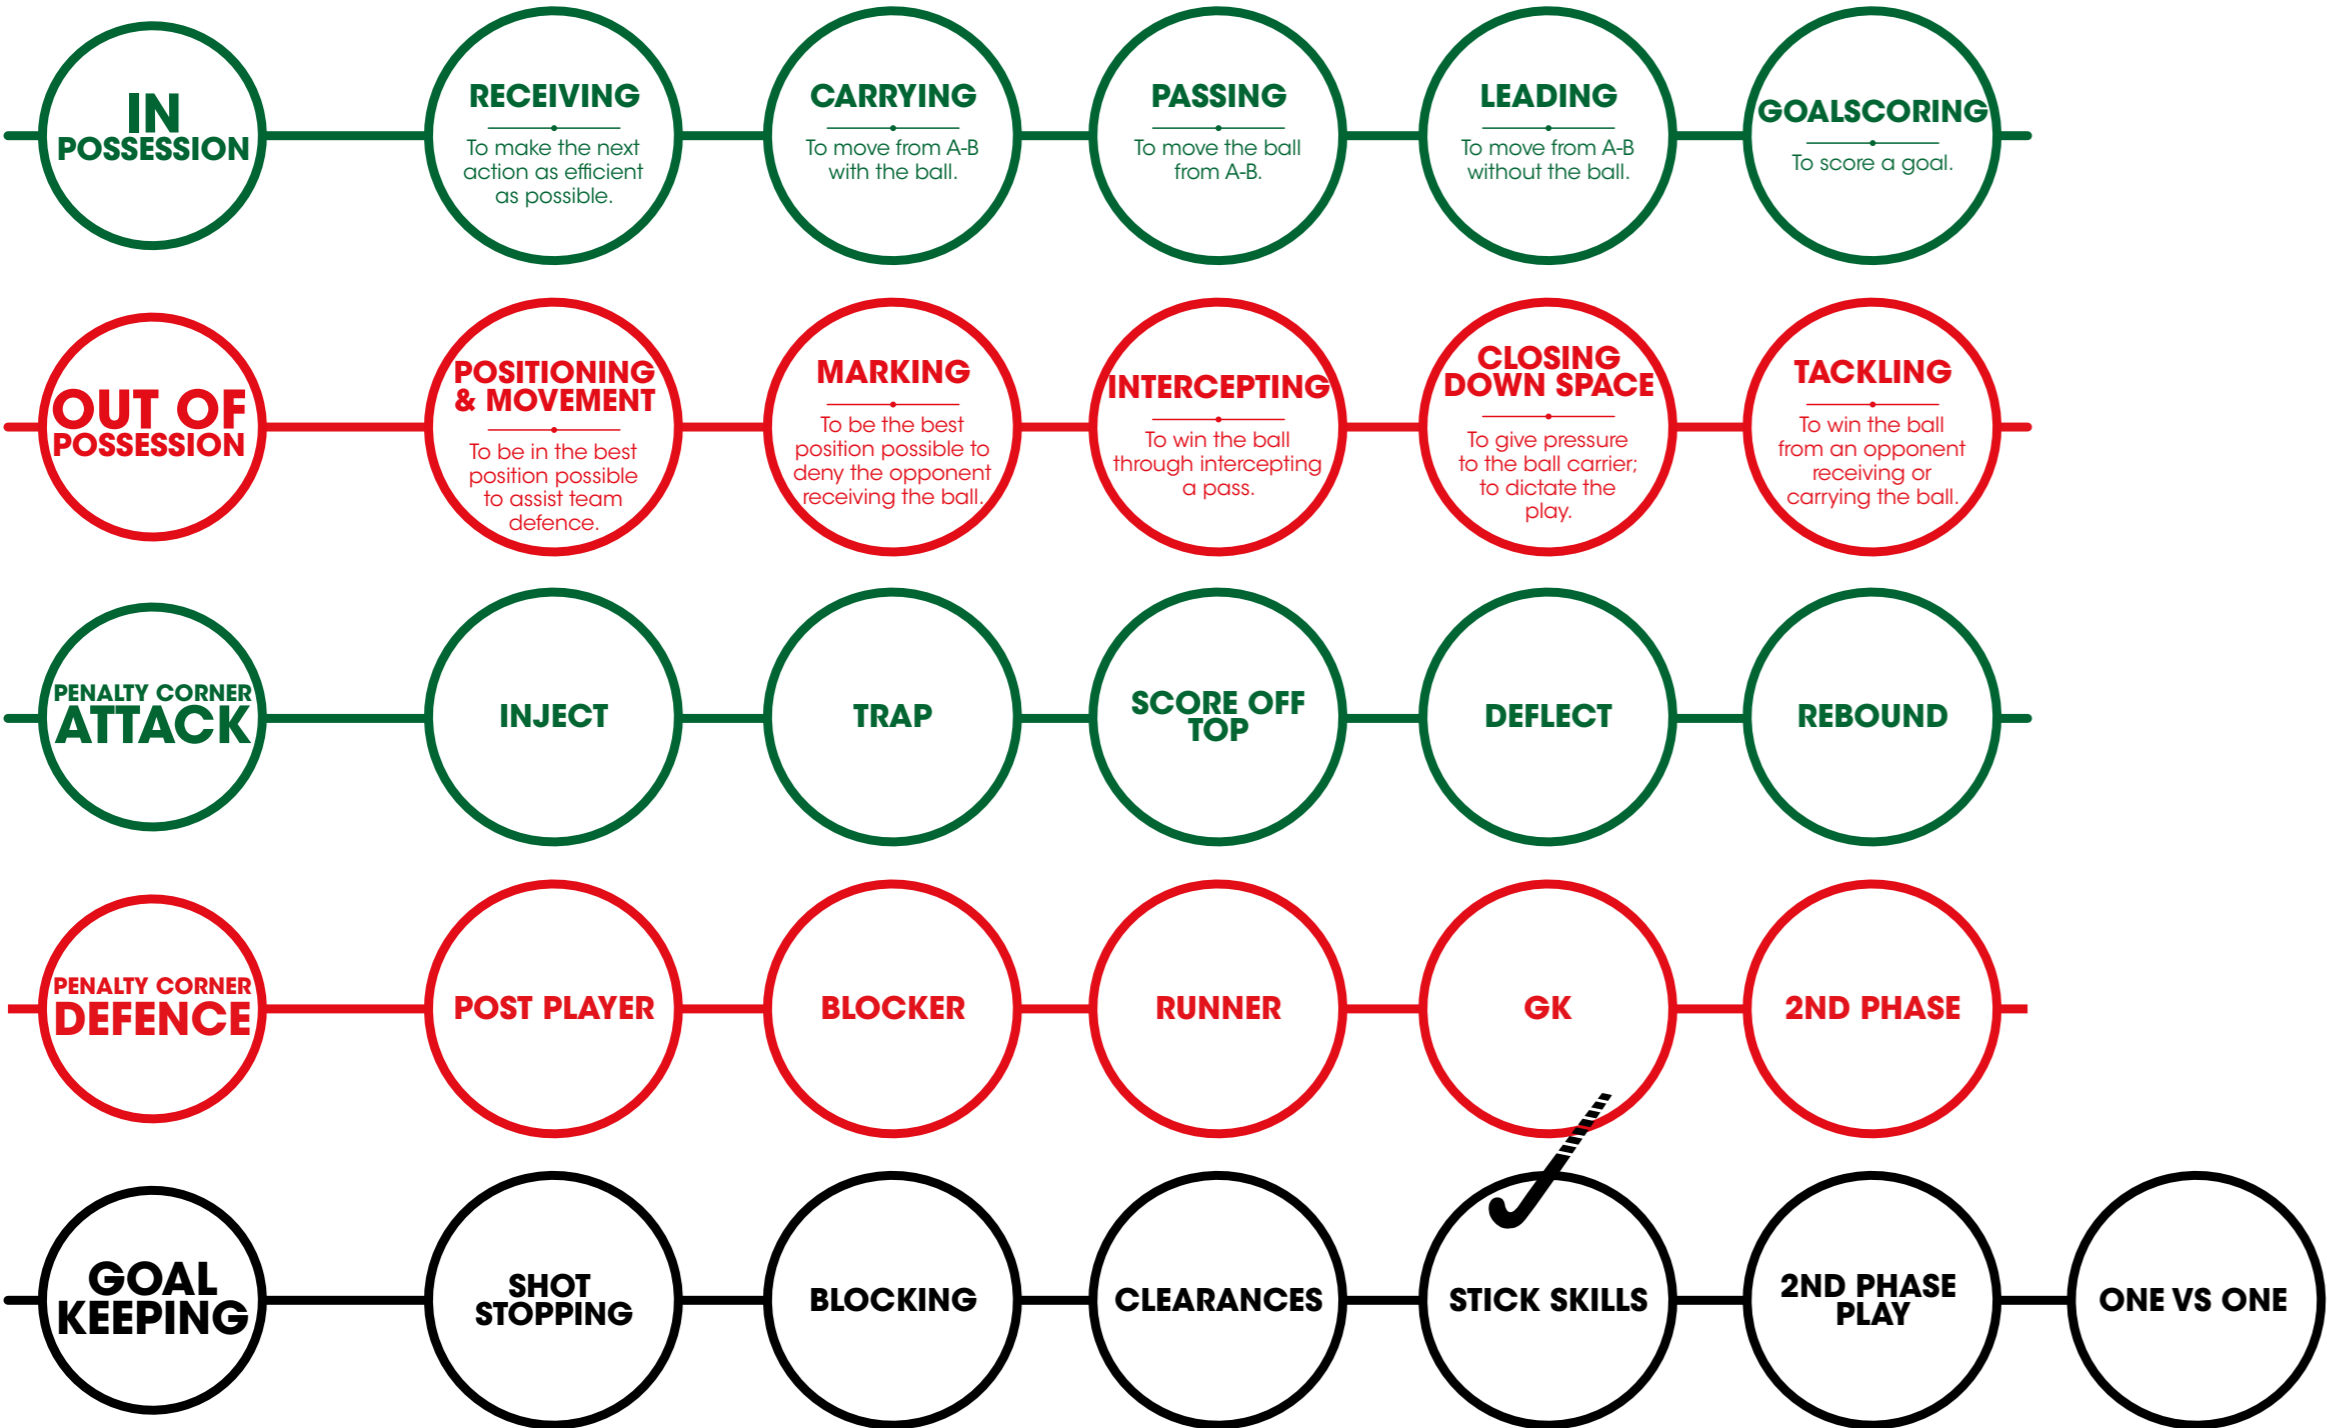 IN
POSSESSION
RECEIVING
To make the next
action as efficient
as possible.
CARRYING
To move from A-B
with the ball.
PASSING
To move the ball
from A-B.
LEADING
To move from A-B
without the ball.
GOALSCORING
To score a goal.
OUT OF
POSSESSION
POSITIONING
& MOVEMENT
To be in the best
position possible
to assist team
defence.
MARKING
To be the best
position possible to
deny the opponent
receiving the ball.
INTERCEPTING
To win the ball
through intercepting
a pass.
CLOSING
DOWN SPACE
To give pressure
to the ball carrier;
to dictate the
play.
TACKLING
To win the ball
from an opponent
receiving or
carrying the ball.
PENALTY CORNER
ATTACK
INJECT
TRAP
SCORE OFF
TOP
DEFLECT
REBOUND
PENALTY CORNER
DEFENCE
POST PLAYER
BLOCKER
RUNNER
GK
2ND PHASE
GOAL
KEEPING
SHOT
STOPPING
BLOCKING
CLEARANCES
STICK SKILLS
2ND PHASE
PLAY
ONE VS ONE